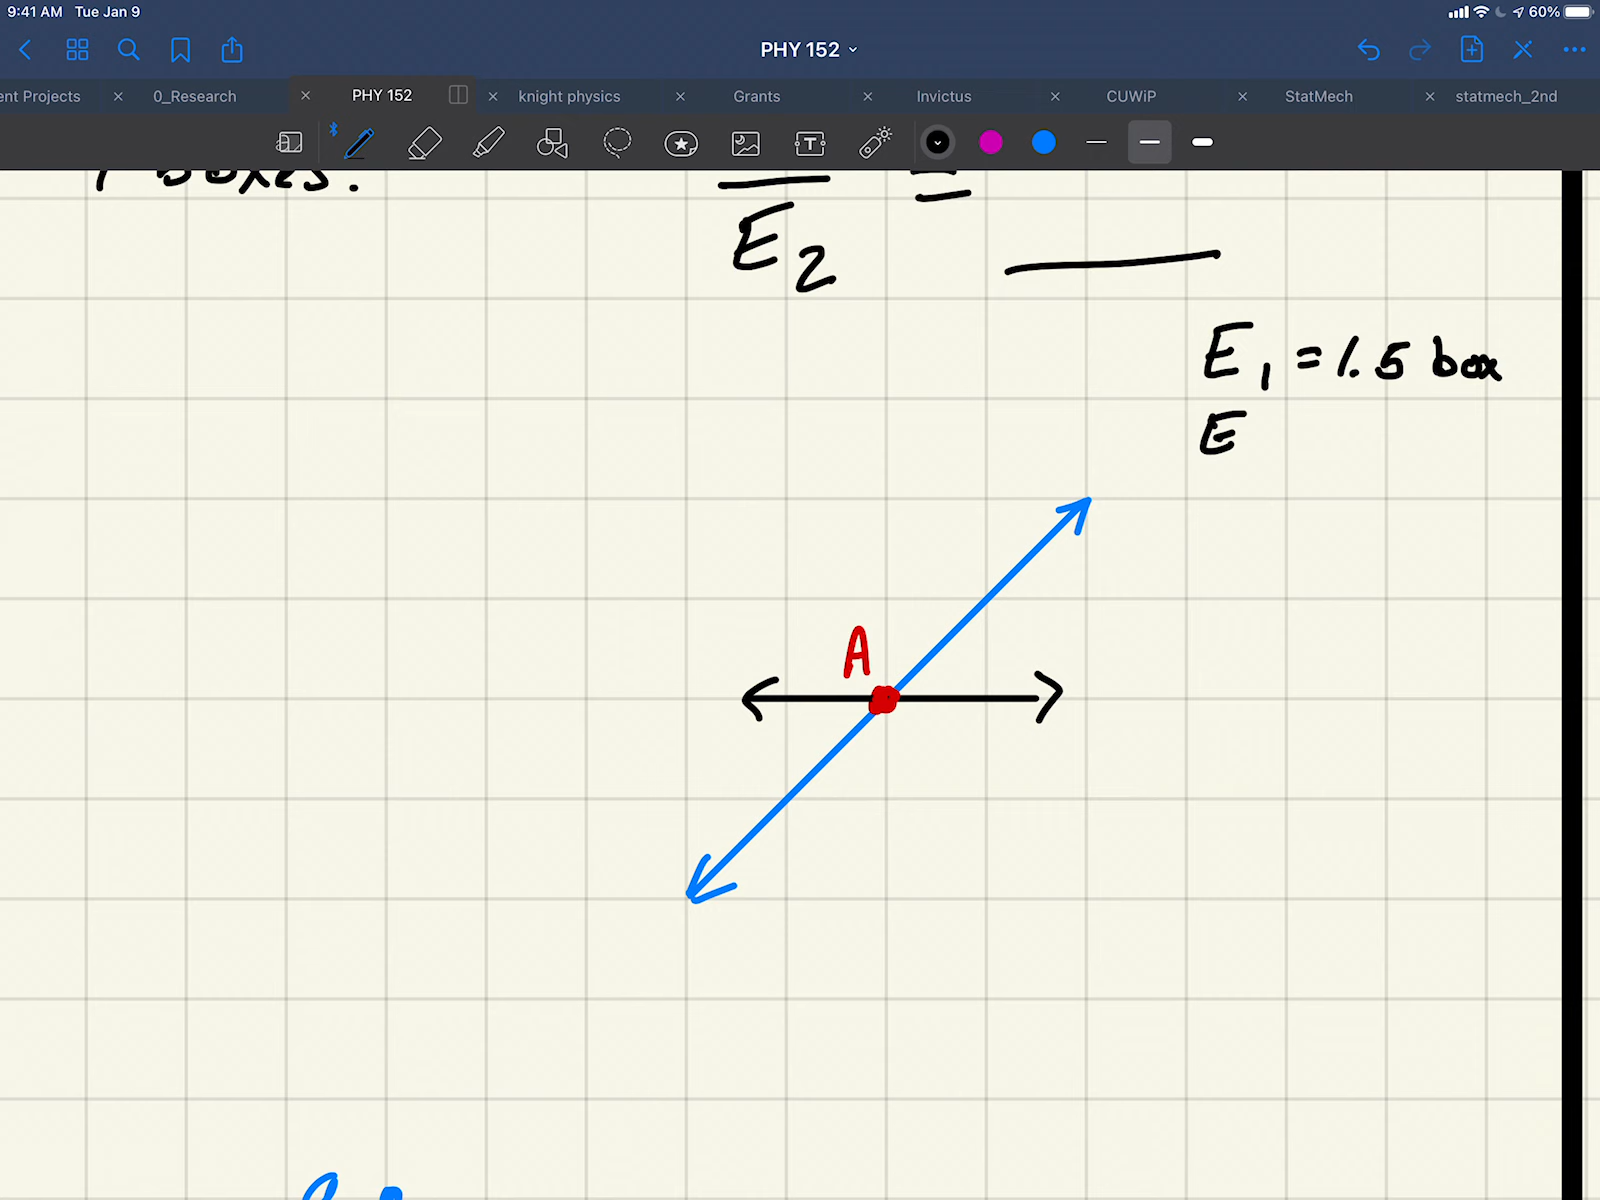 9:41 AM Tue Jan 9
60%
PHY 152
ent Projects
0_Research
PHY 152
knight physics
Grants
Invictus
CUWiP
StatMech
statmech_2nd
T
boxes.
=
E2
E1 = 1.5 box
E
A